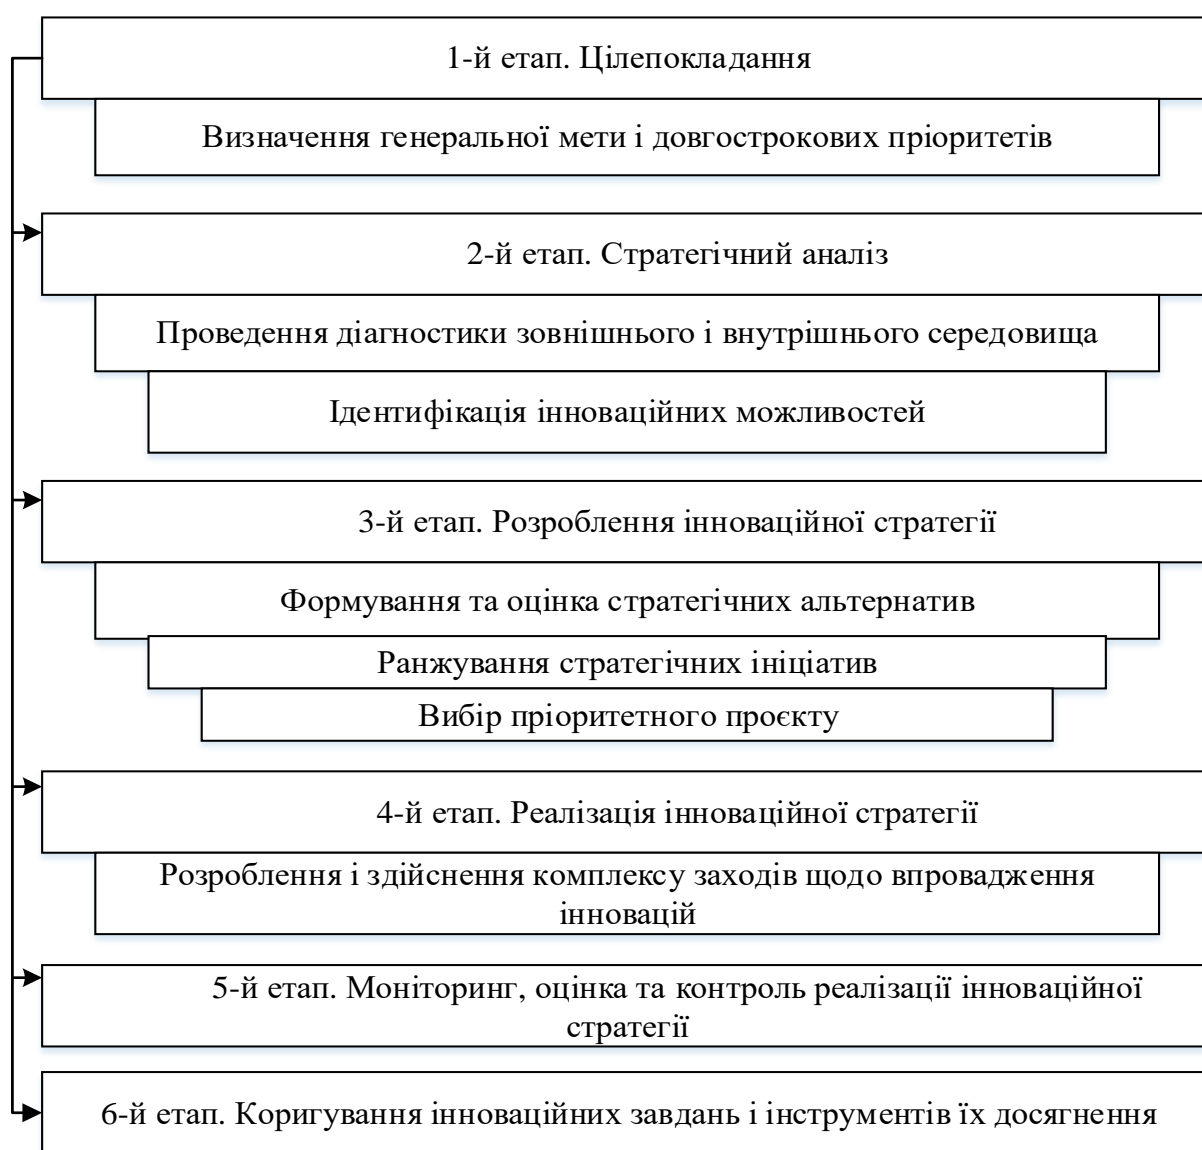 1-й етап. Цілепокладання
Визначення генеральної мети і довгострокових пріоритетів
2-й етап. Стратегічний аналіз
Проведення діагностики зовнішнього і внутрішнього середовища
Ідентифікація інноваційних можливостей
3-й етап. Розроблення інноваційної стратегії
Формування та оцінка стратегічних альтернатив
Ранжування стратегічних ініціатив
Вибір пріоритетного проєкту
4-й етап. Реалізація інноваційної стратегії
Розроблення і здійснення комплексу заходів щодо впровадження
інновацій
5-й етап. Моніторинг, оцінка та контроль реалізації інноваційної
стратегії
6-й етап. Коригування інноваційних завдань і інструментів їх досягнення